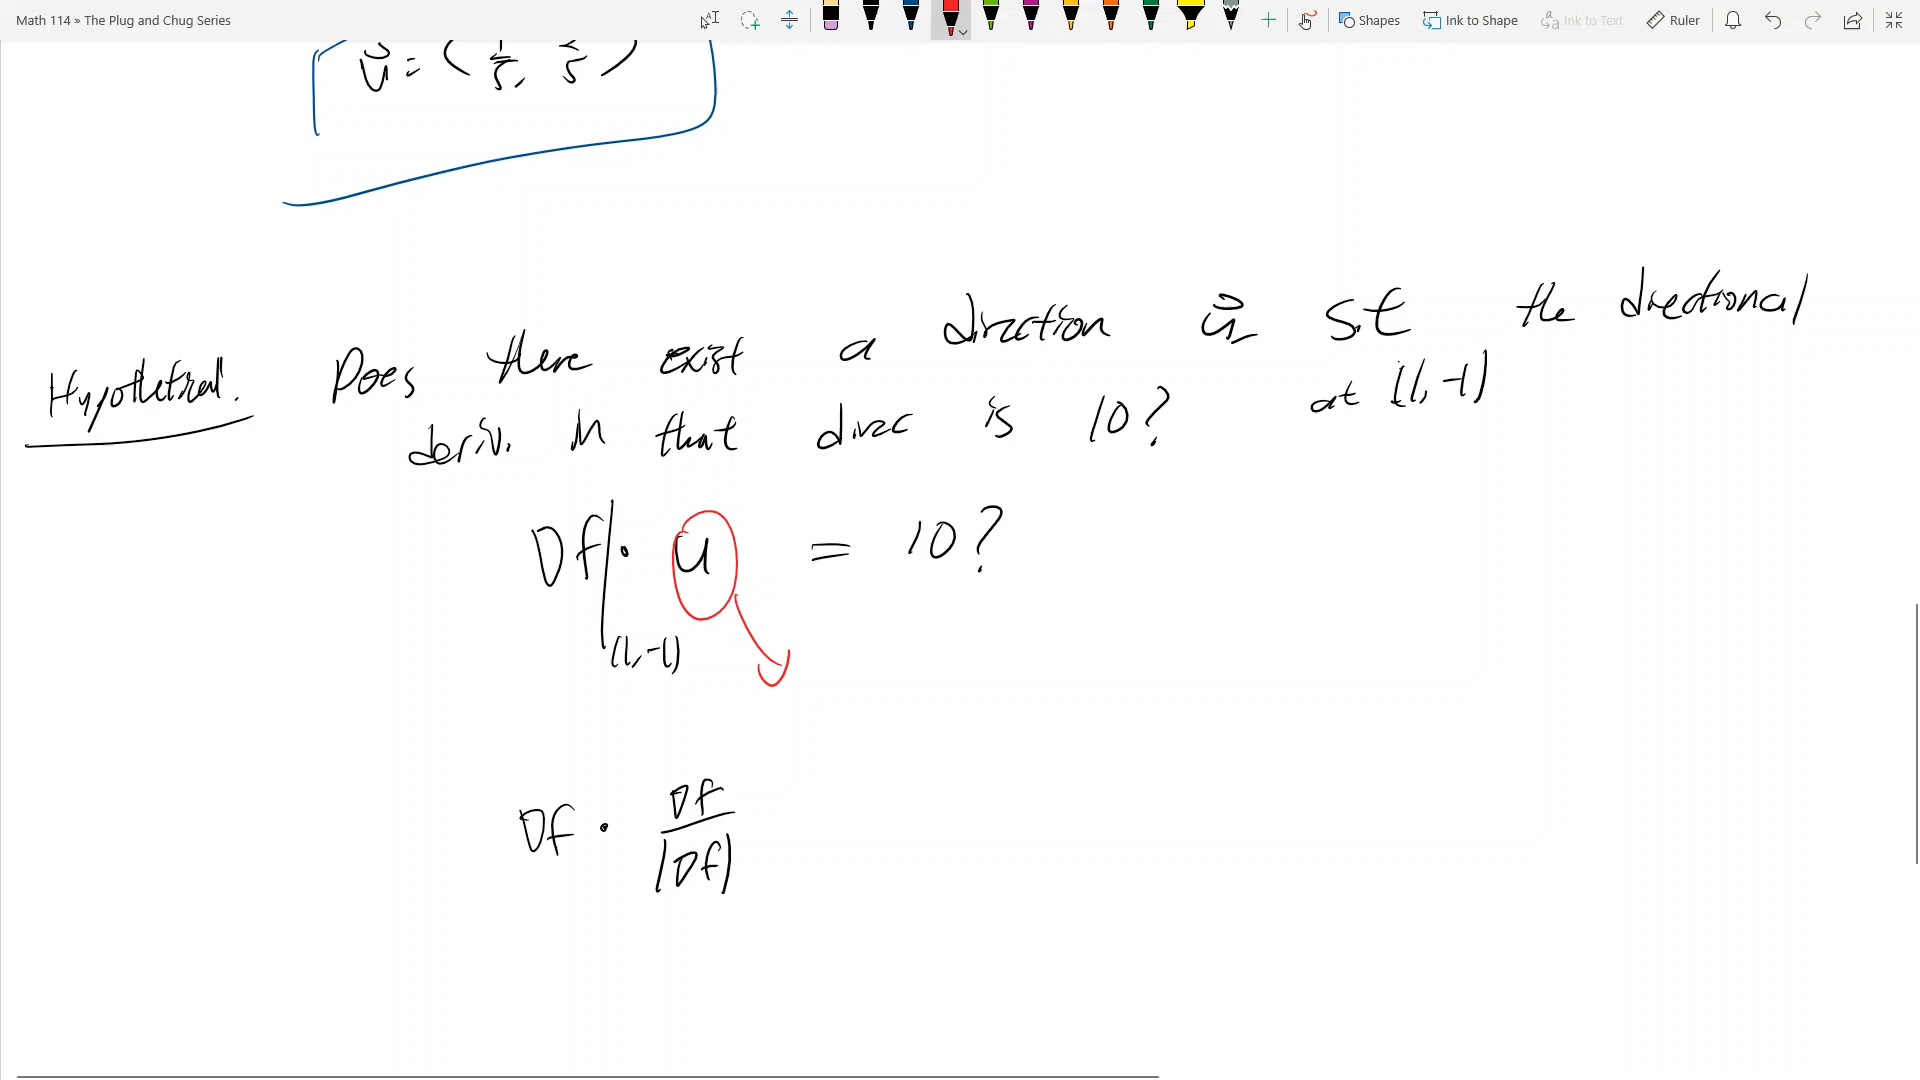 Math 114 » The Plug and Chug Series
Shapes
Ink to Shape
Ink to Text
Ruler
u =
Hypothetical. Does there exist a direction u s.t the directional
deriv. in that direc is 10? at (1, -1)
∇f| · u = 10?
(1, -1)
∇f · ∇f
|∇f|